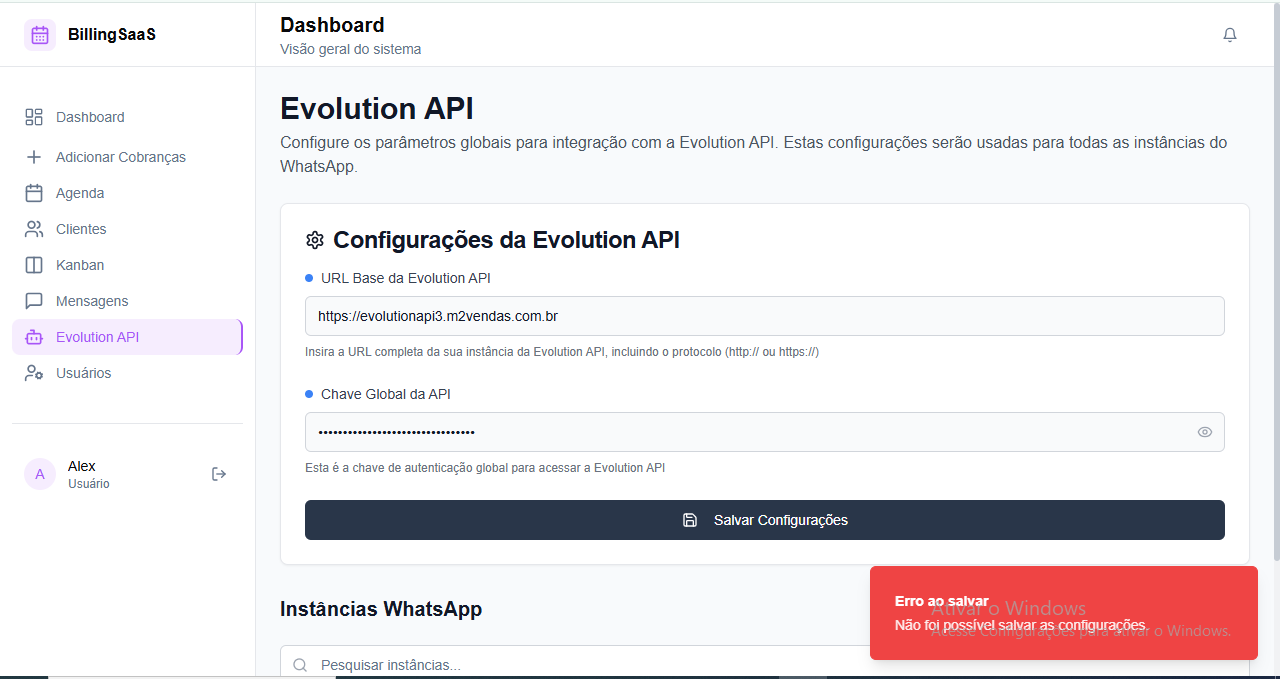 BillingSaaS
Dashboard
Visão geral do sistema
Dashboard
Adicionar Cobranças
Agenda
Clientes
Kanban
Mensagens
Evolution API
Usuários
A
Alex
Usuário
Evolution API
Configure os parâmetros globais para integração com a Evolution API. Estas configurações serão usadas para todas as instâncias do
WhatsApp.
Configurações da Evolution API
URL Base da Evolution API
https://evolutionapi3.m2vendas.com.br
Insira a URL completa da sua instância da Evolution API, incluindo o protocolo (http:// ou https://)
Chave Global da API
Esta é a chave de autenticação global para acessar a Evolution API
Salvar Configurações
Instâncias WhatsApp
Pesquisar instâncias...
Erro ao salvar
Não foi possível salvar as configurações.
Ativar o Windows
Acesse Configurações para ativar o Windows.